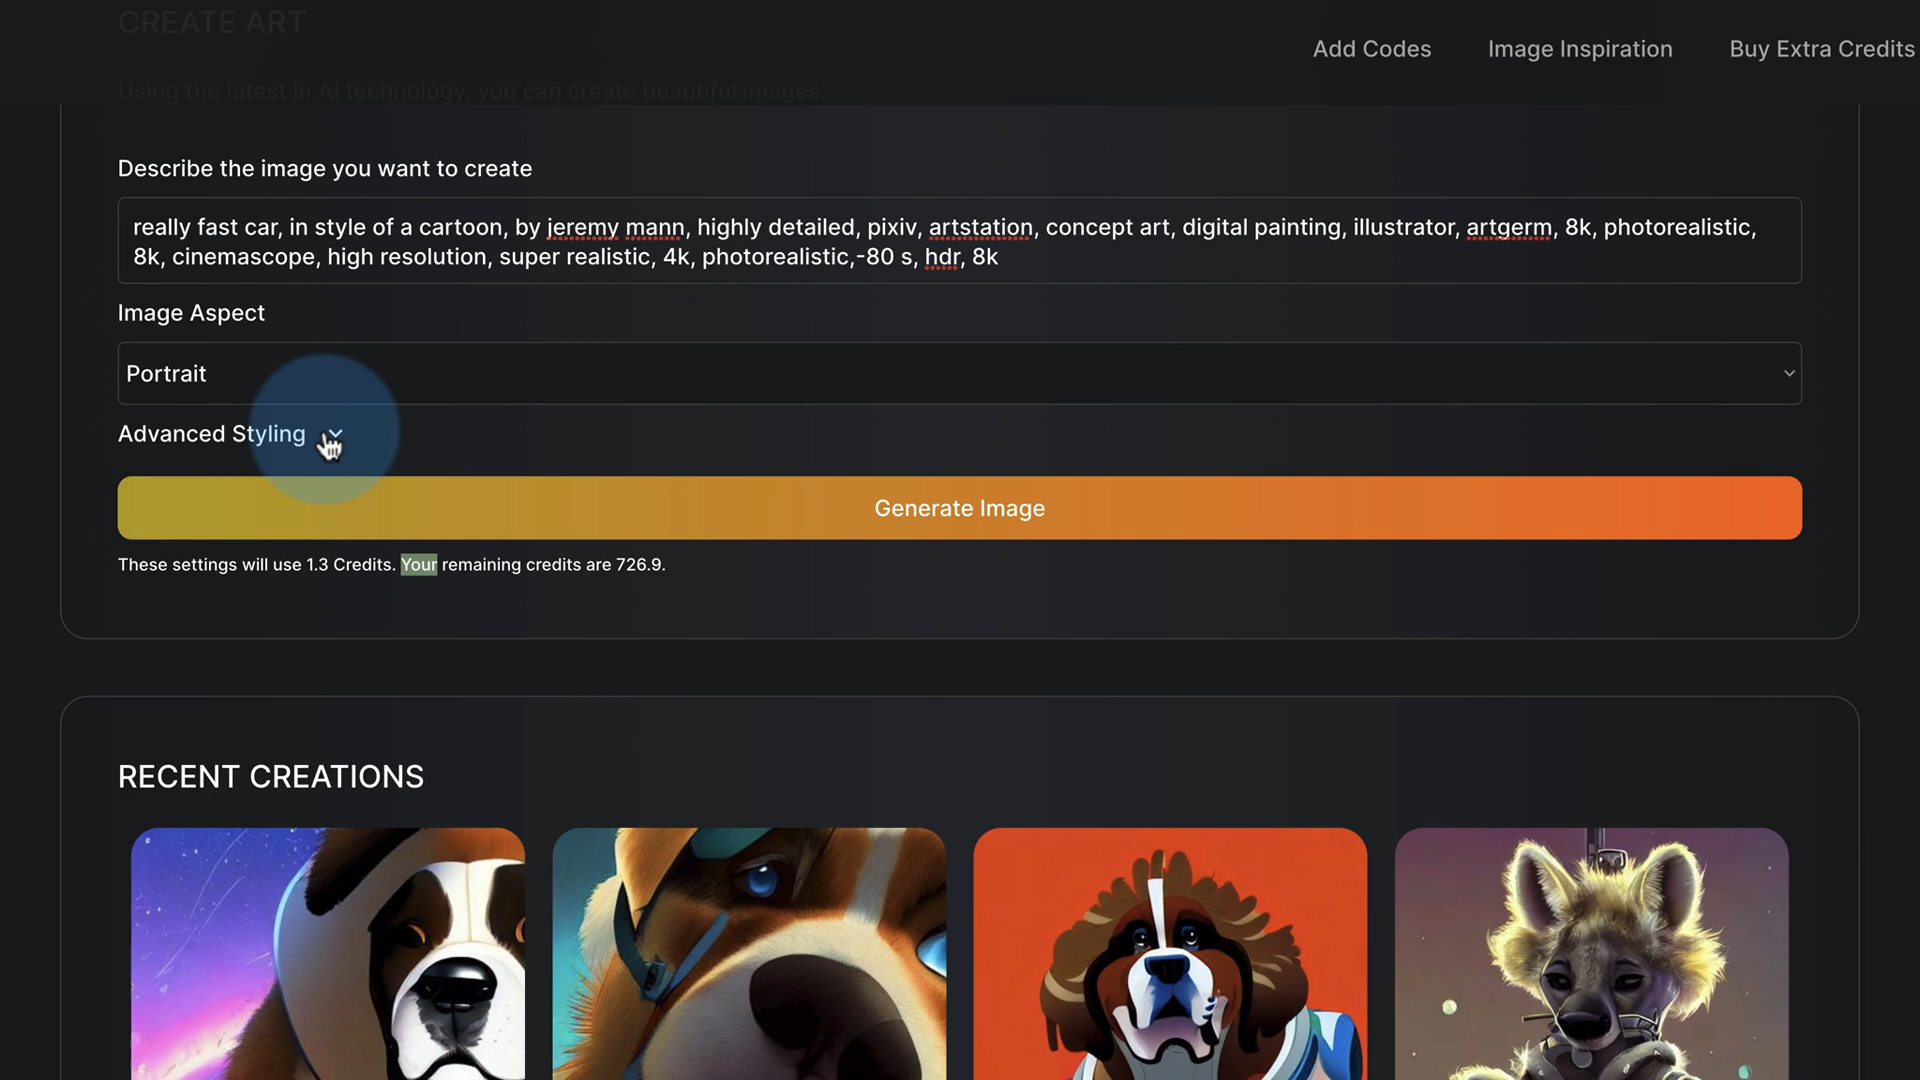 CREATE ART
Add Codes
Image Inspiration
Buy Extra Credits
Using the latest in AI technology, you can create beautiful images.
Describe the image you want to create
really fast car, in style of a cartoon, by jeremy mann, highly detailed, pixiv, artstation, concept art, digital painting, illustrator, artgerm, 8k, photorealistic,
8k, cinemascope, high resolution, super realistic, 4k, photorealistic,-80 s, hdr, 8k
Image Aspect
Portrait
Advanced Styling
Generate Image
These settings will use 1.3 Credits. Your remaining credits are 726.9.
RECENT CREATIONS